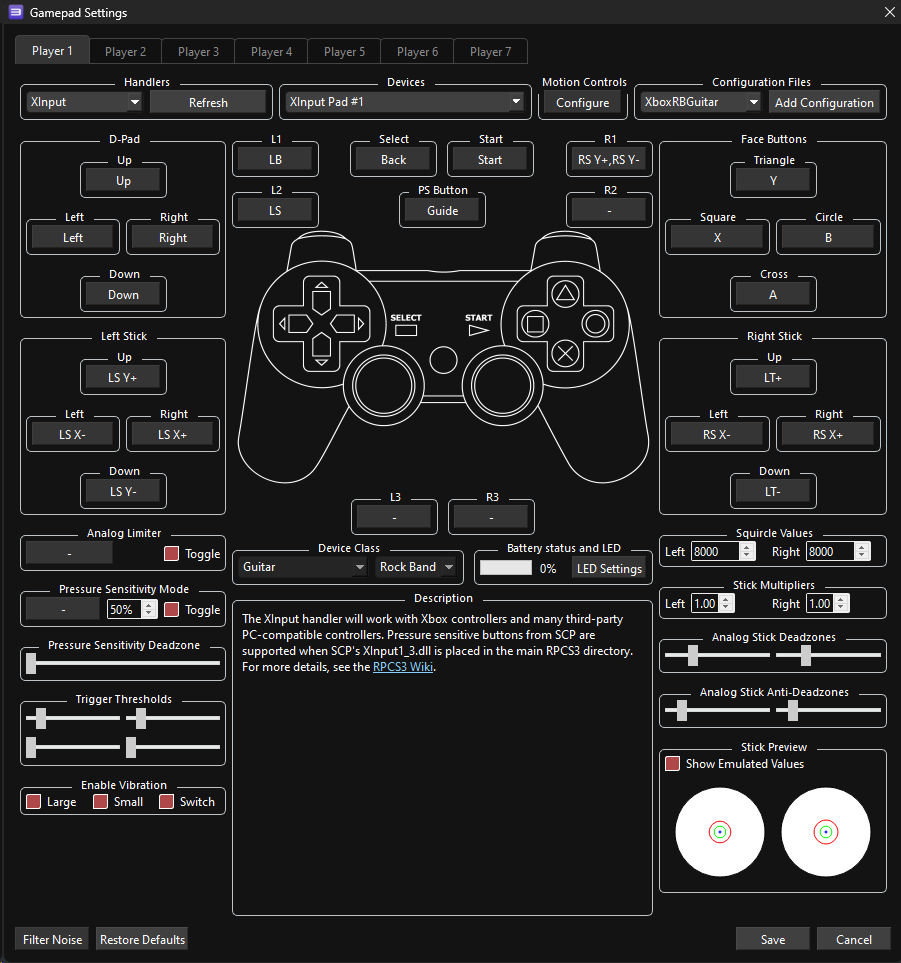 Gamepad Settings
Player 1 Player 2 Player 3 Player 4 Player 5 Player 6 Player 7
Handlers Devices Motion Controls Configuration Files
XInput Refresh XInput Pad #1 Configure XboxRBGuitar Add Configuration
D-Pad L1 Select Start R1 Face Buttons
Up LB Back Start RS Y+,RS Y- Triangle
Up Y
L2 PS Button R2
LS Guide -
Left Right Square Circle
Left Right X B
Down Cross
Down A
SELECT START
Left Stick Right Stick
Up Up
LS Y+ LT+
Left Right Left Right
LS X- LS X+ RS X- RS X+
Down Down
LS Y- LT-
L3 R3
- -
Analog Limiter Squircle Values
- Toggle Left 8000 Right 8000
Device Class Battery status and LED
Guitar Rock Band 0% LED Settings
Pressure Sensitivity Mode Stick Multipliers
- 50% Toggle Left 1.00 Right 1.00
Description
The XInput handler will work with Xbox controllers and many third-party
PC-compatible controllers. Pressure sensitive buttons from SCP are
supported when SCP's XInput1_3.dll is placed in the main RPCS3 directory.
For more details, see the RPCS3 Wiki.
Pressure Sensitivity Deadzone Analog Stick Deadzones
Trigger Thresholds Analog Stick Anti-Deadzones
Stick Preview
Show Emulated Values
Enable Vibration
Large Small Switch
Filter Noise Restore Defaults Save Cancel